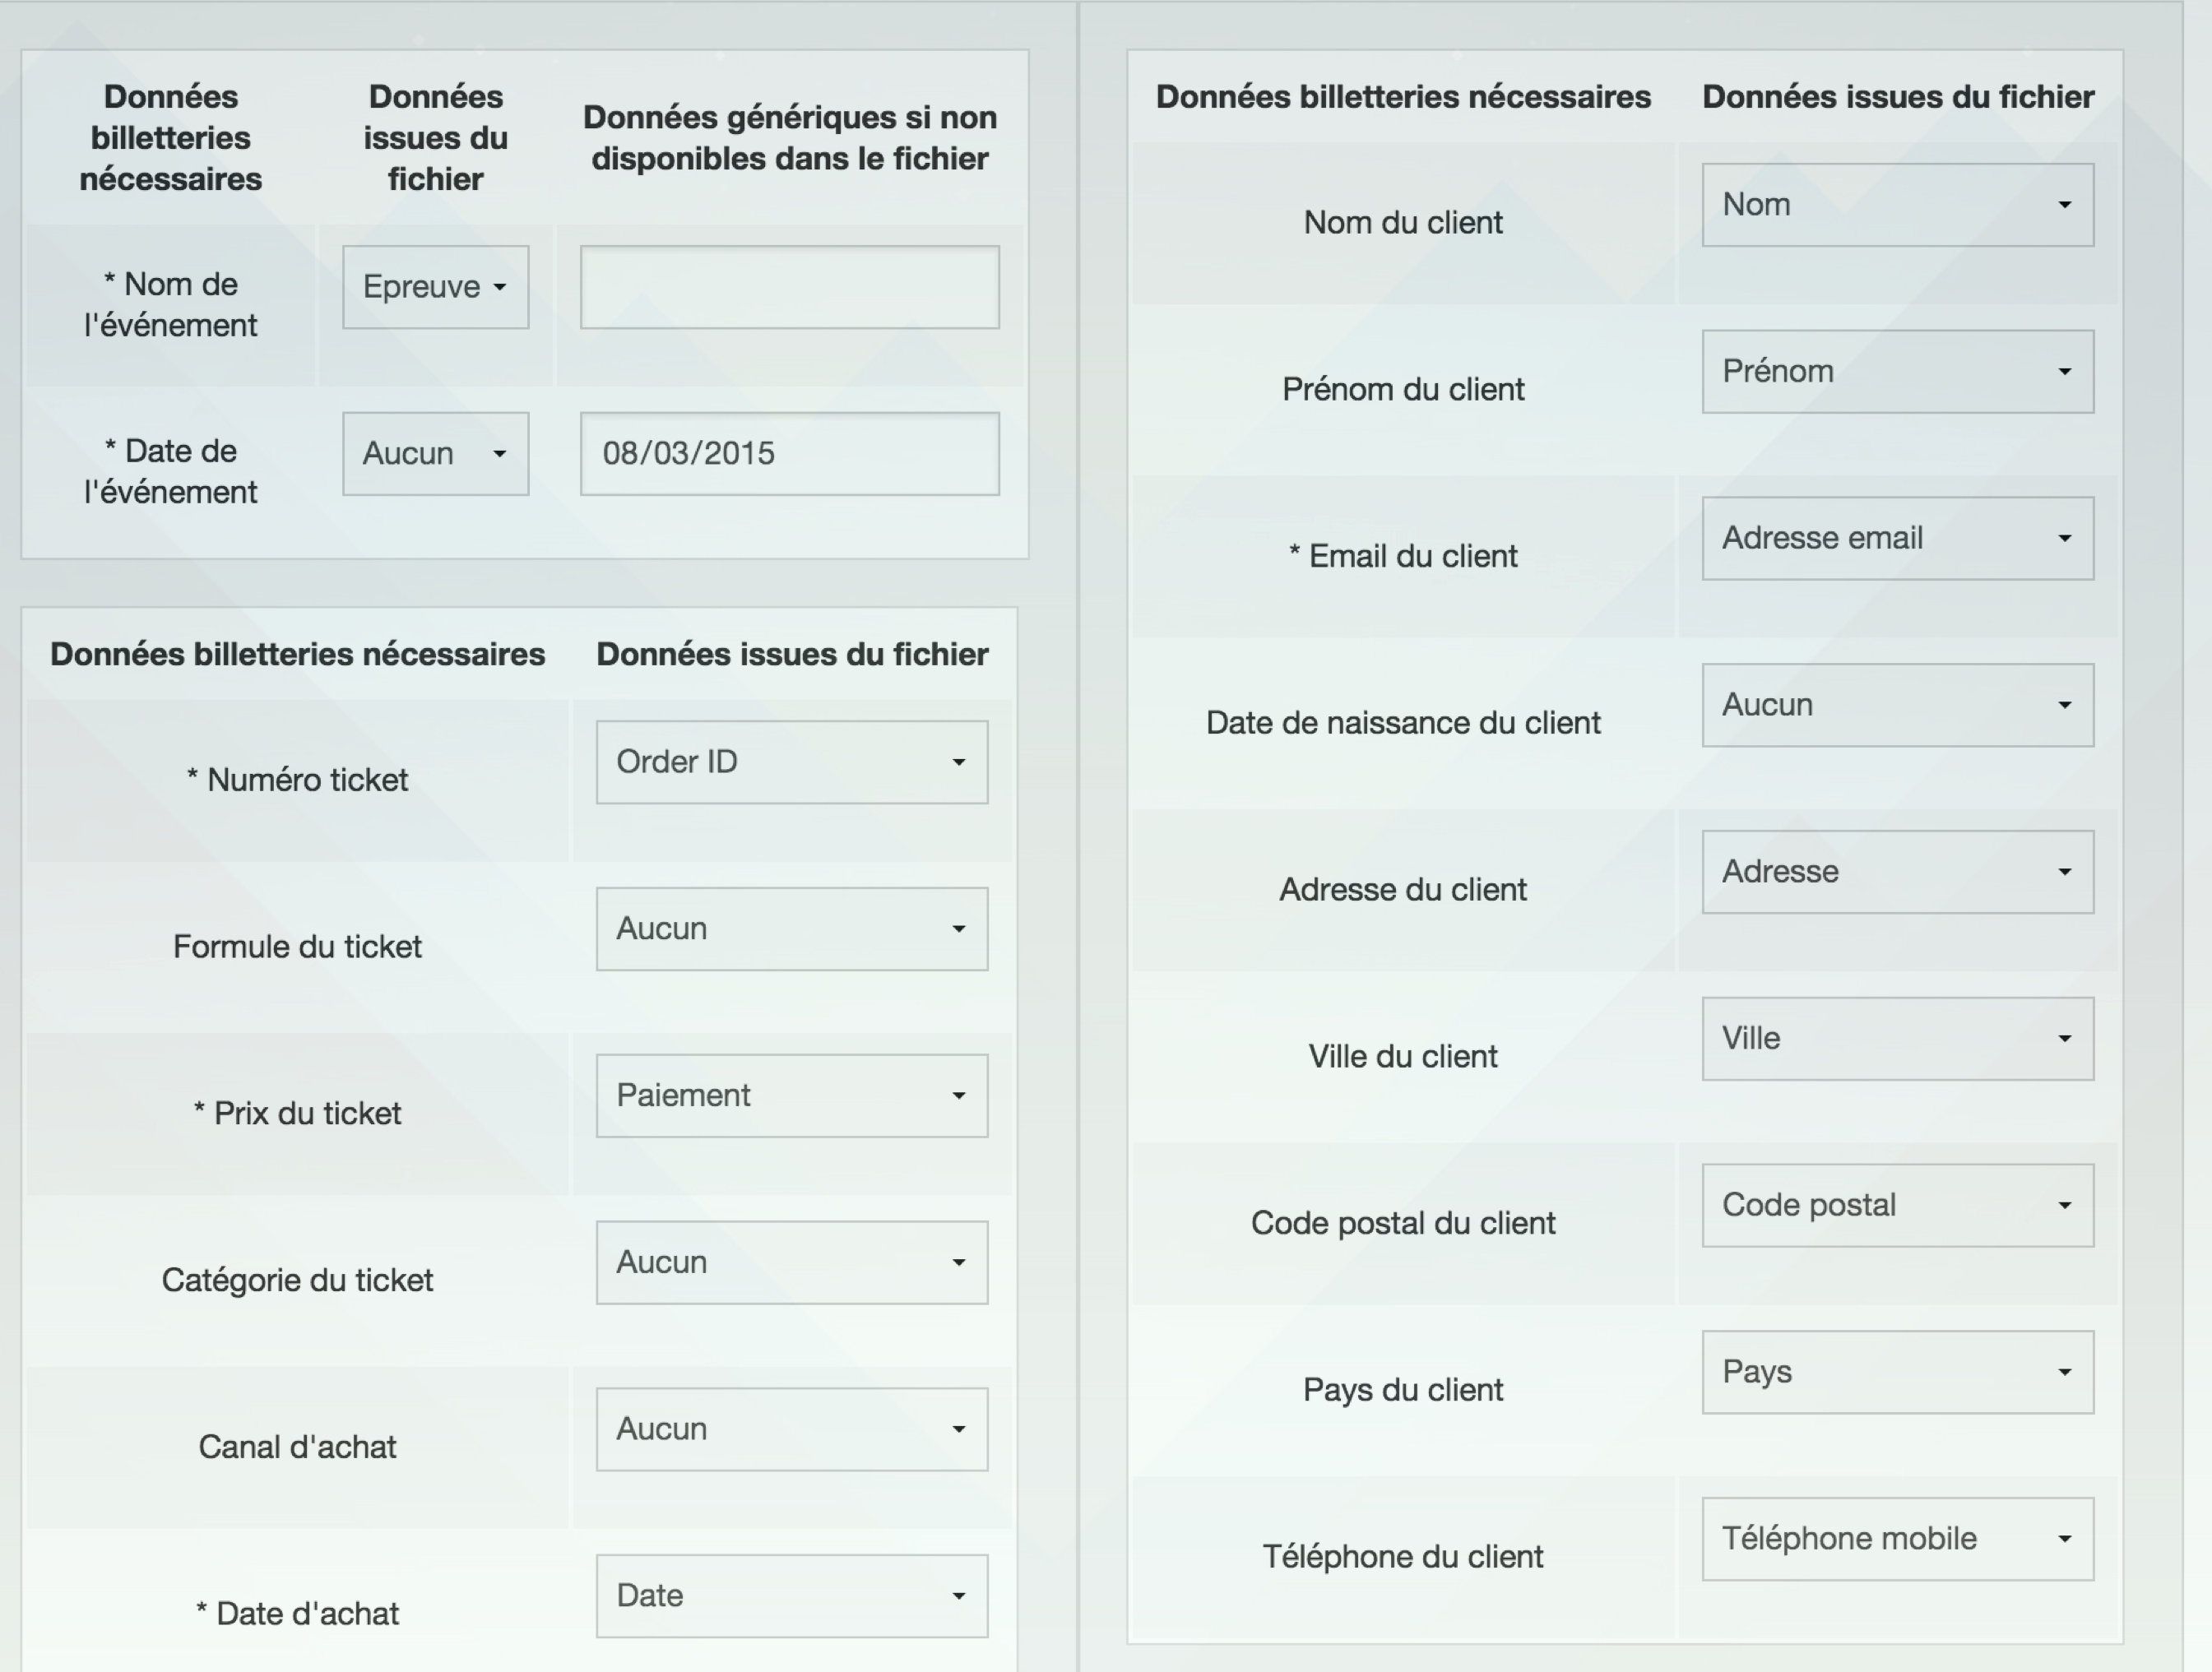 Données
billetteries
nécessaires
Données
issues du
fichier
Données génériques si non
disponibles dans le fichier
* Nom de
l'événement
Epreuve
* Date de
l'événement
Aucun
08/03/2015
Données billetteries nécessaires
Données issues du fichier
* Numéro ticket
Order ID
Formule du ticket
Aucun
* Prix du ticket
Paiement
Catégorie du ticket
Aucun
Canal d'achat
Aucun
* Date d'achat
Date
Données billetteries nécessaires
Données issues du fichier
Nom du client
Nom
Prénom du client
Prénom
* Email du client
Adresse email
Date de naissance du client
Aucun
Adresse du client
Adresse
Ville du client
Ville
Code postal du client
Code postal
Pays du client
Pays
Téléphone du client
Téléphone mobile